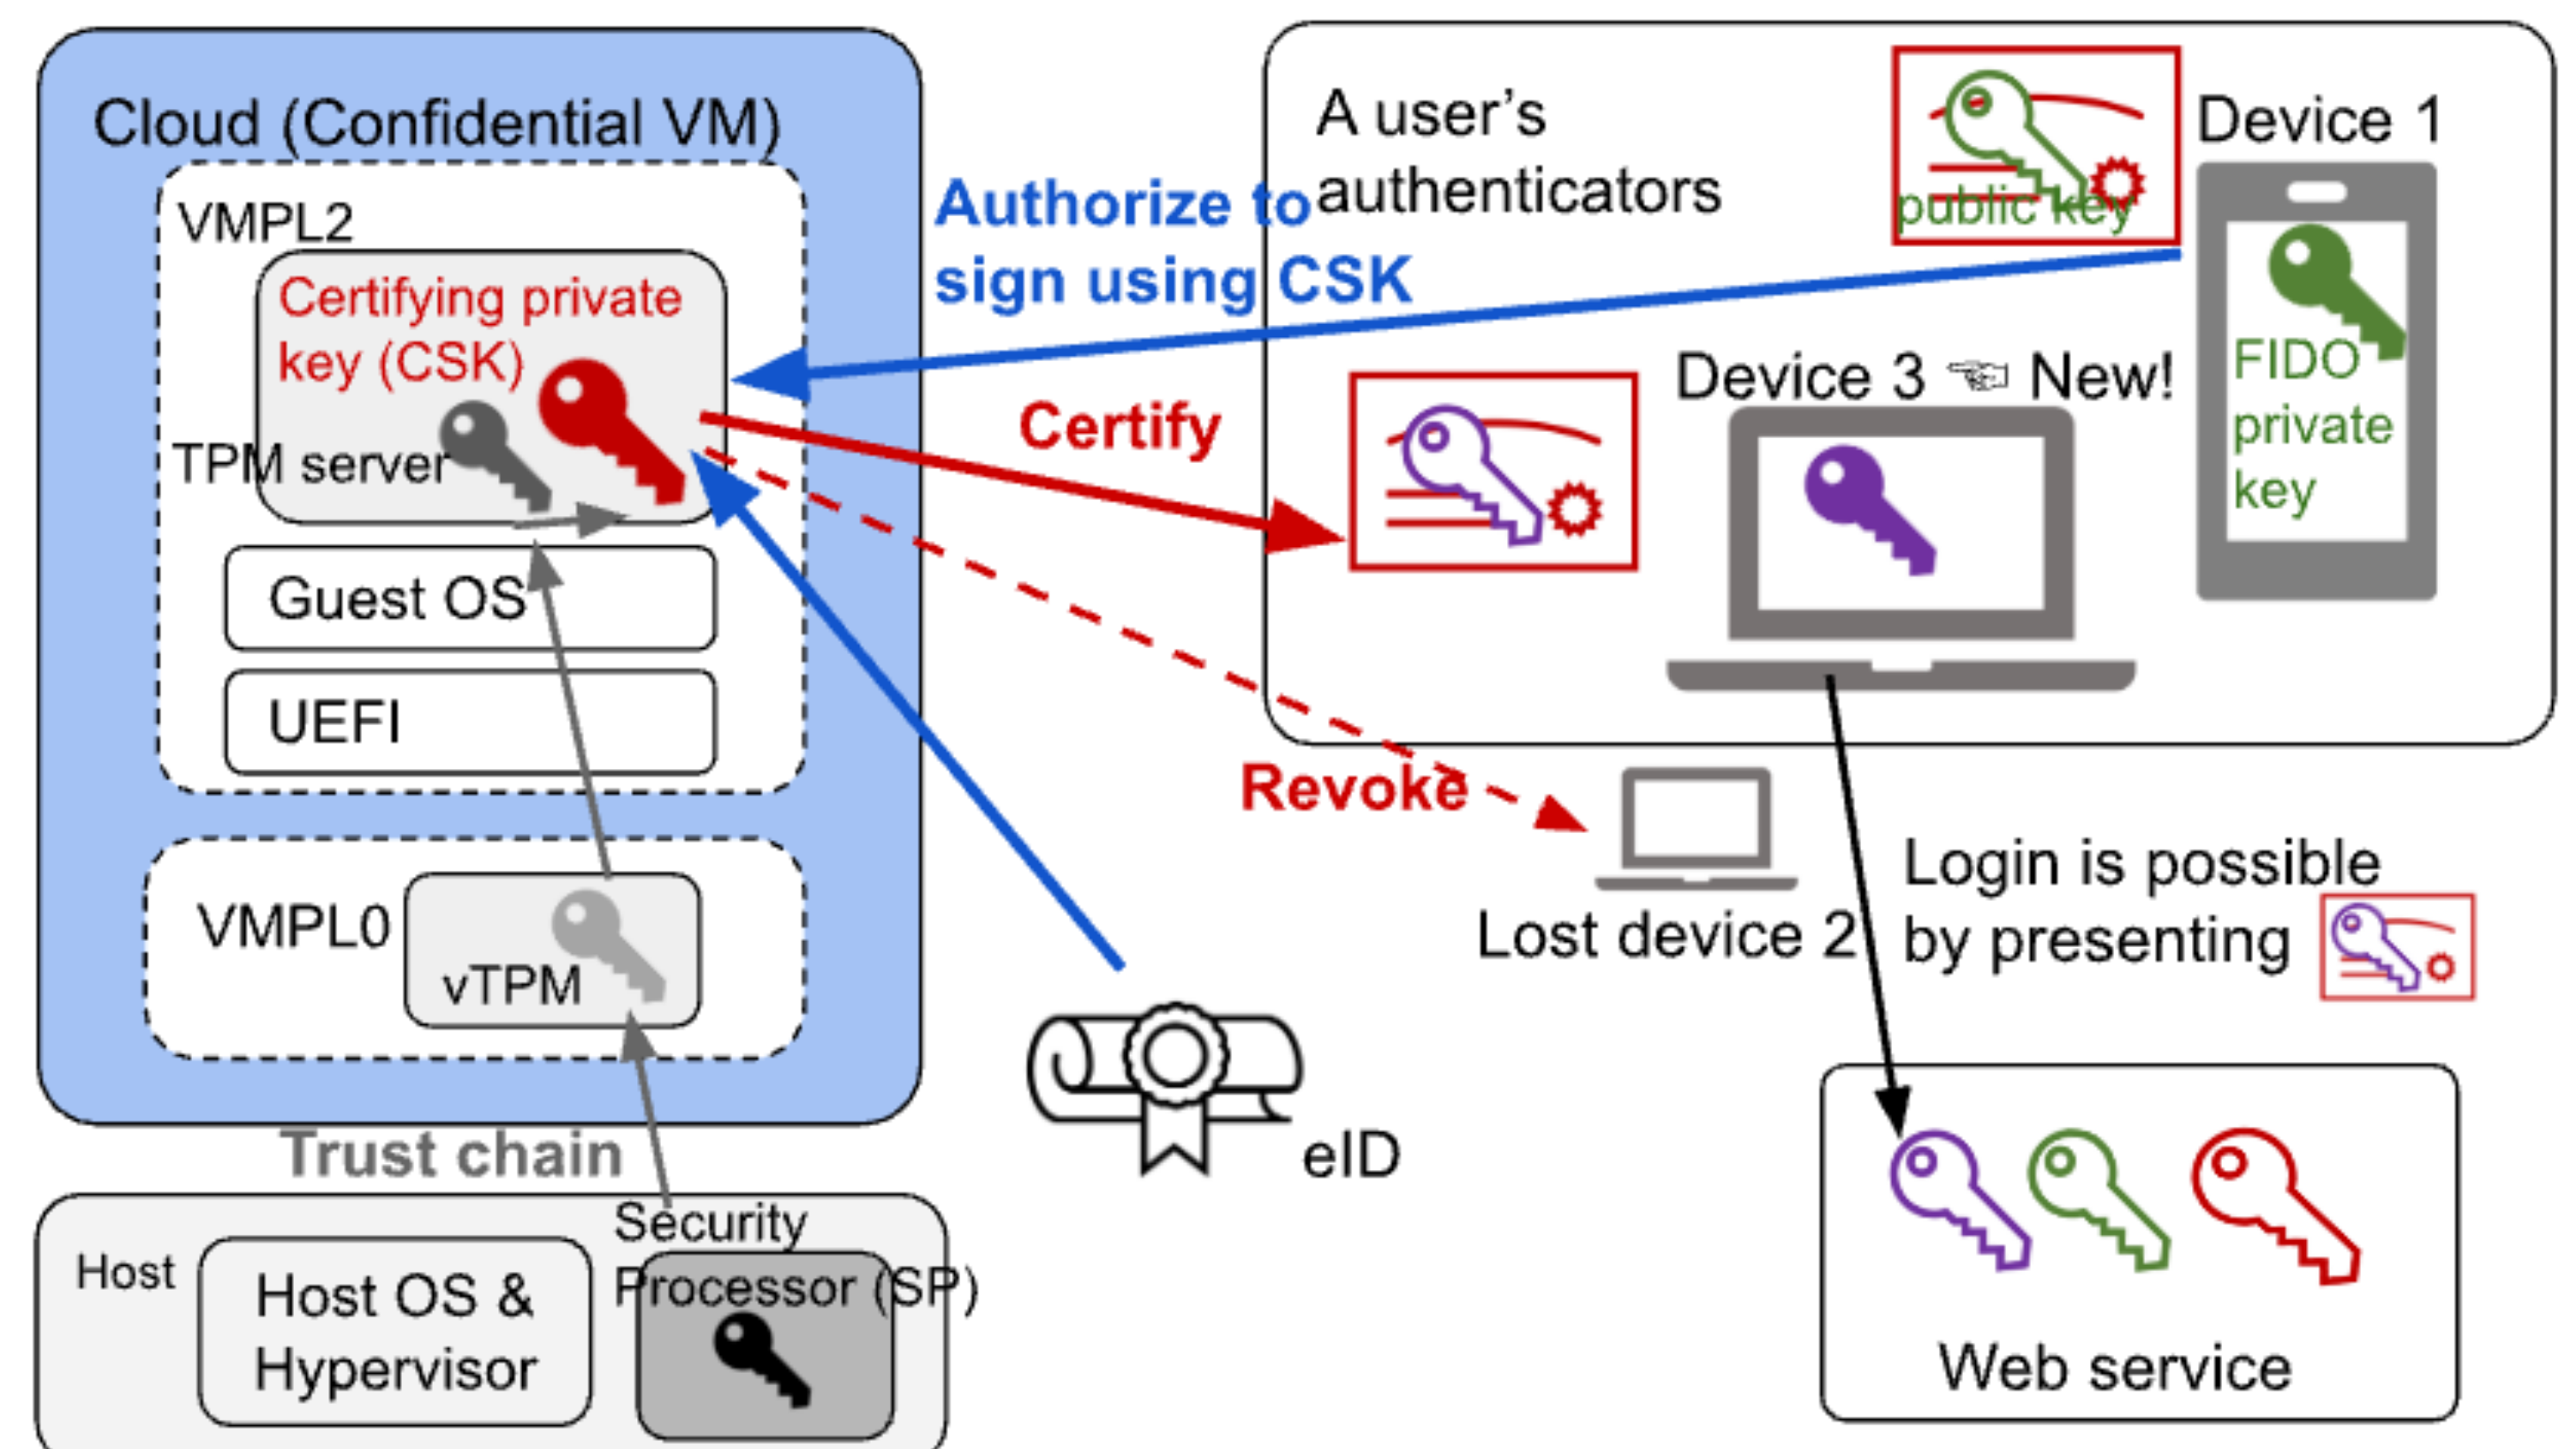 Cloud (Confidential VM)
VMPL2
Certifying private
key (CSK)
TPM server
Guest OS
UEFI
VMPL0
vTPM
Trust chain
Host
Host OS &
Hypervisor
Security
Processor (SP)
Authorize to
sign using CSK
Certify
Revoke
eID
A user’s
authenticators
public key
Device 1
FIDO
private
key
Device 3 ☜ New!
Lost device 2
Login is possible
by presenting
Web service